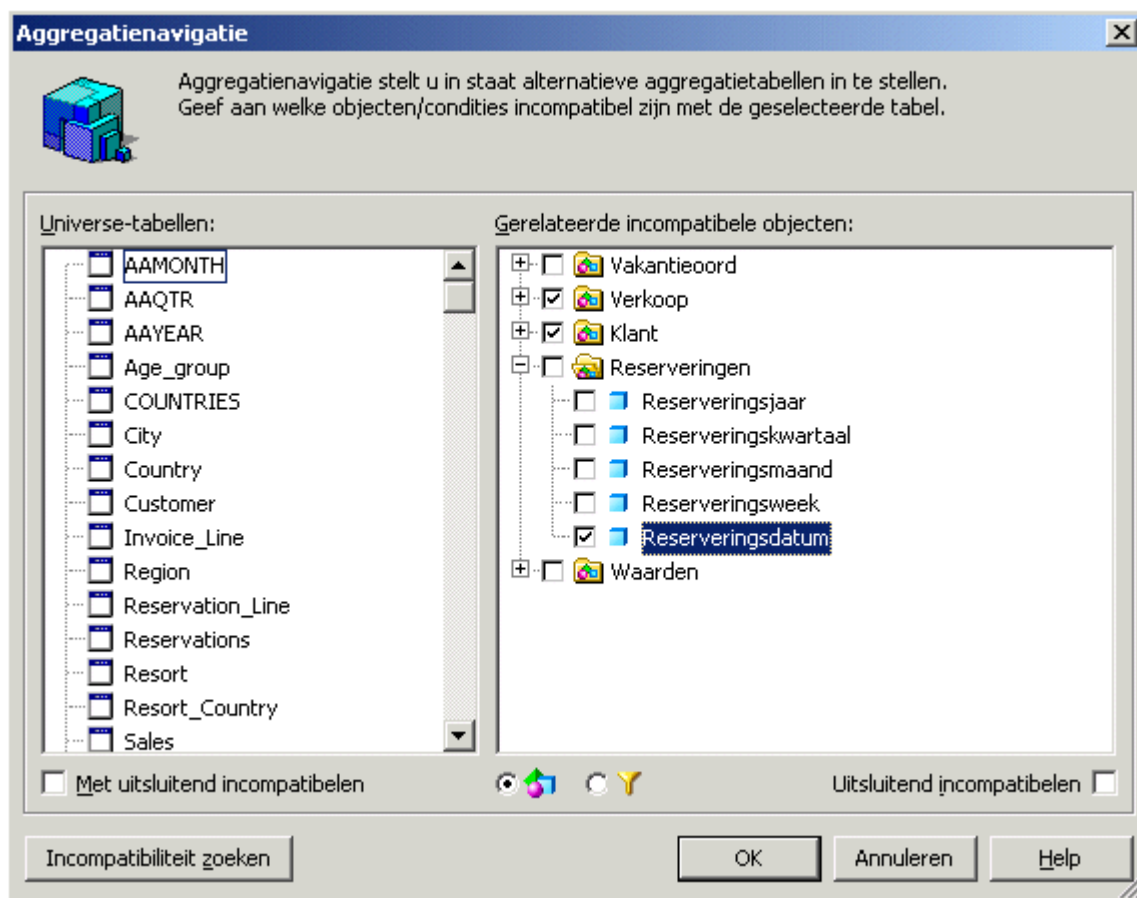 Aggregatienavigatie
Aggregatienavigatie stelt u in staat alternatieve aggregatietabellen in te stellen.
Geef aan welke objecten/condities incompatibel zijn met de geselecteerde tabel.
Universe-tabellen:
AAMONTH
AAQTR
AAYEAR
Age_group
COUNTRIES
City
Country
Customer
Invoice_Line
Region
Reservation_Line
Reservations
Resort
Resort_Country
Sales
Met uitsluitend incompatibelen
Gerelateerde incompatibele objecten:
Vakantieoord
Verkoop
Klant
Reserveringen
Reserveringsjaar
Reserveringskwartaal
Reserveringsmaand
Reserveringsweek
Reserveringsdatum
Waarden
Uitsluitend incompatibelen
Incompatibiliteit zoeken
OK
Annuleren
Help